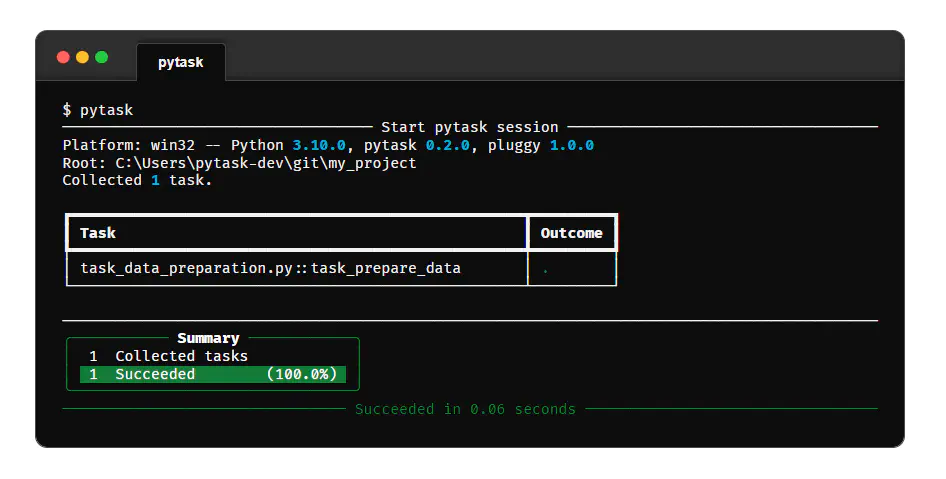 pytask
$ pytask
Start pytask session
Platform: win32 -- Python 3.10.0, pytask 0.2.0, pluggy 1.0.0
Root: C:\Users\pytask-dev\git\my_project
Collected 1 task.
Task Outcome
task_data_preparation.py::task_prepare_data .
Summary
1 Collected tasks
1 Succeeded (100.0%)
Succeeded in 0.06 seconds